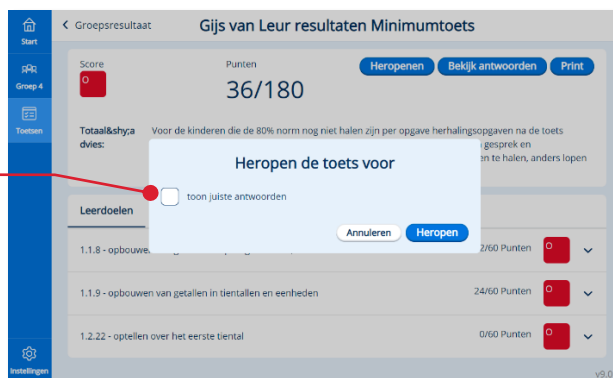 Start
Groep 4
Toetsen
Instellingen
Groepsresultaat
Gijs van Leur resultaten Minimumtoets
Score
O
Punten
36/180
Heropenen
Bekijk antwoorden
Print
Totaal&shy;a
dvies:
Voor de kinderen die de 80% norm nog niet halen zijn per opgave herhalingsopgaven na de toets
gesprek en
en te halen, anders lopen
Heropen de toets voor
toon juiste antwoorden
Annuleren
Heropen
Leerdoelen
1.1.8 - opbouwe
2/60 Punten
O
1.1.9 - opbouwen van getallen in tientallen en eenheden
24/60 Punten
O
1.2.22 - optellen over het eerste tiental
0/60 Punten
O
v9.0